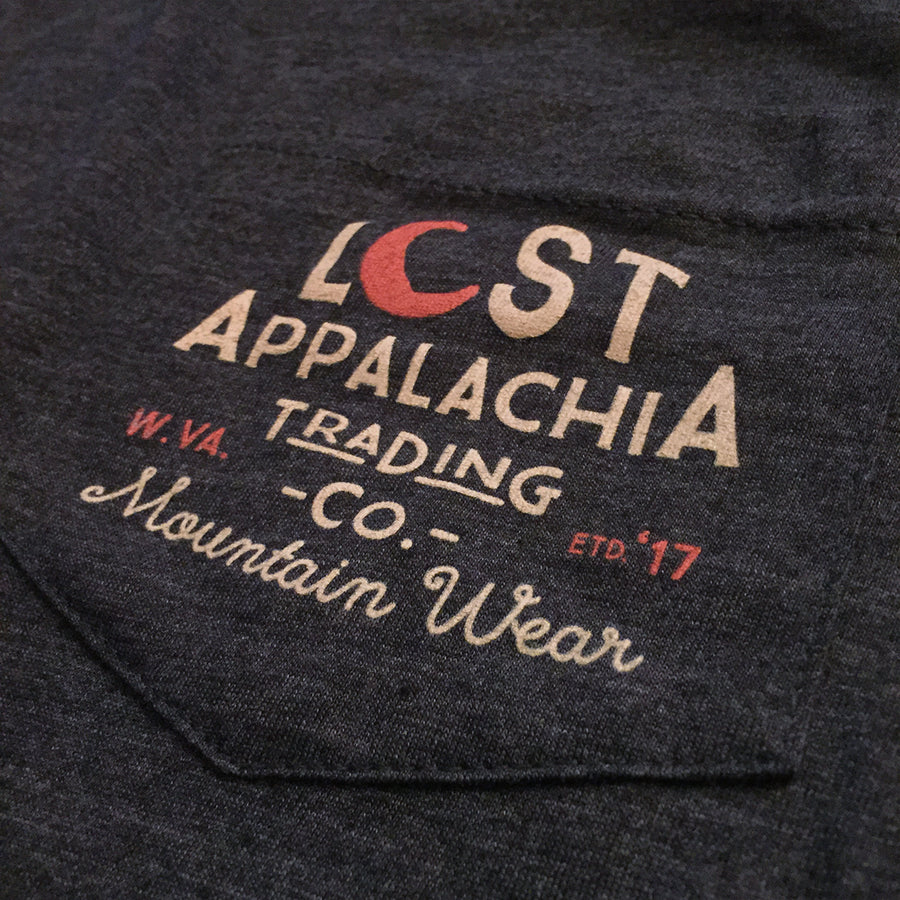 LOST
APPALACHIA
TRADING
W.VA.
-CO.-
ETD. '17
Mountain Wear